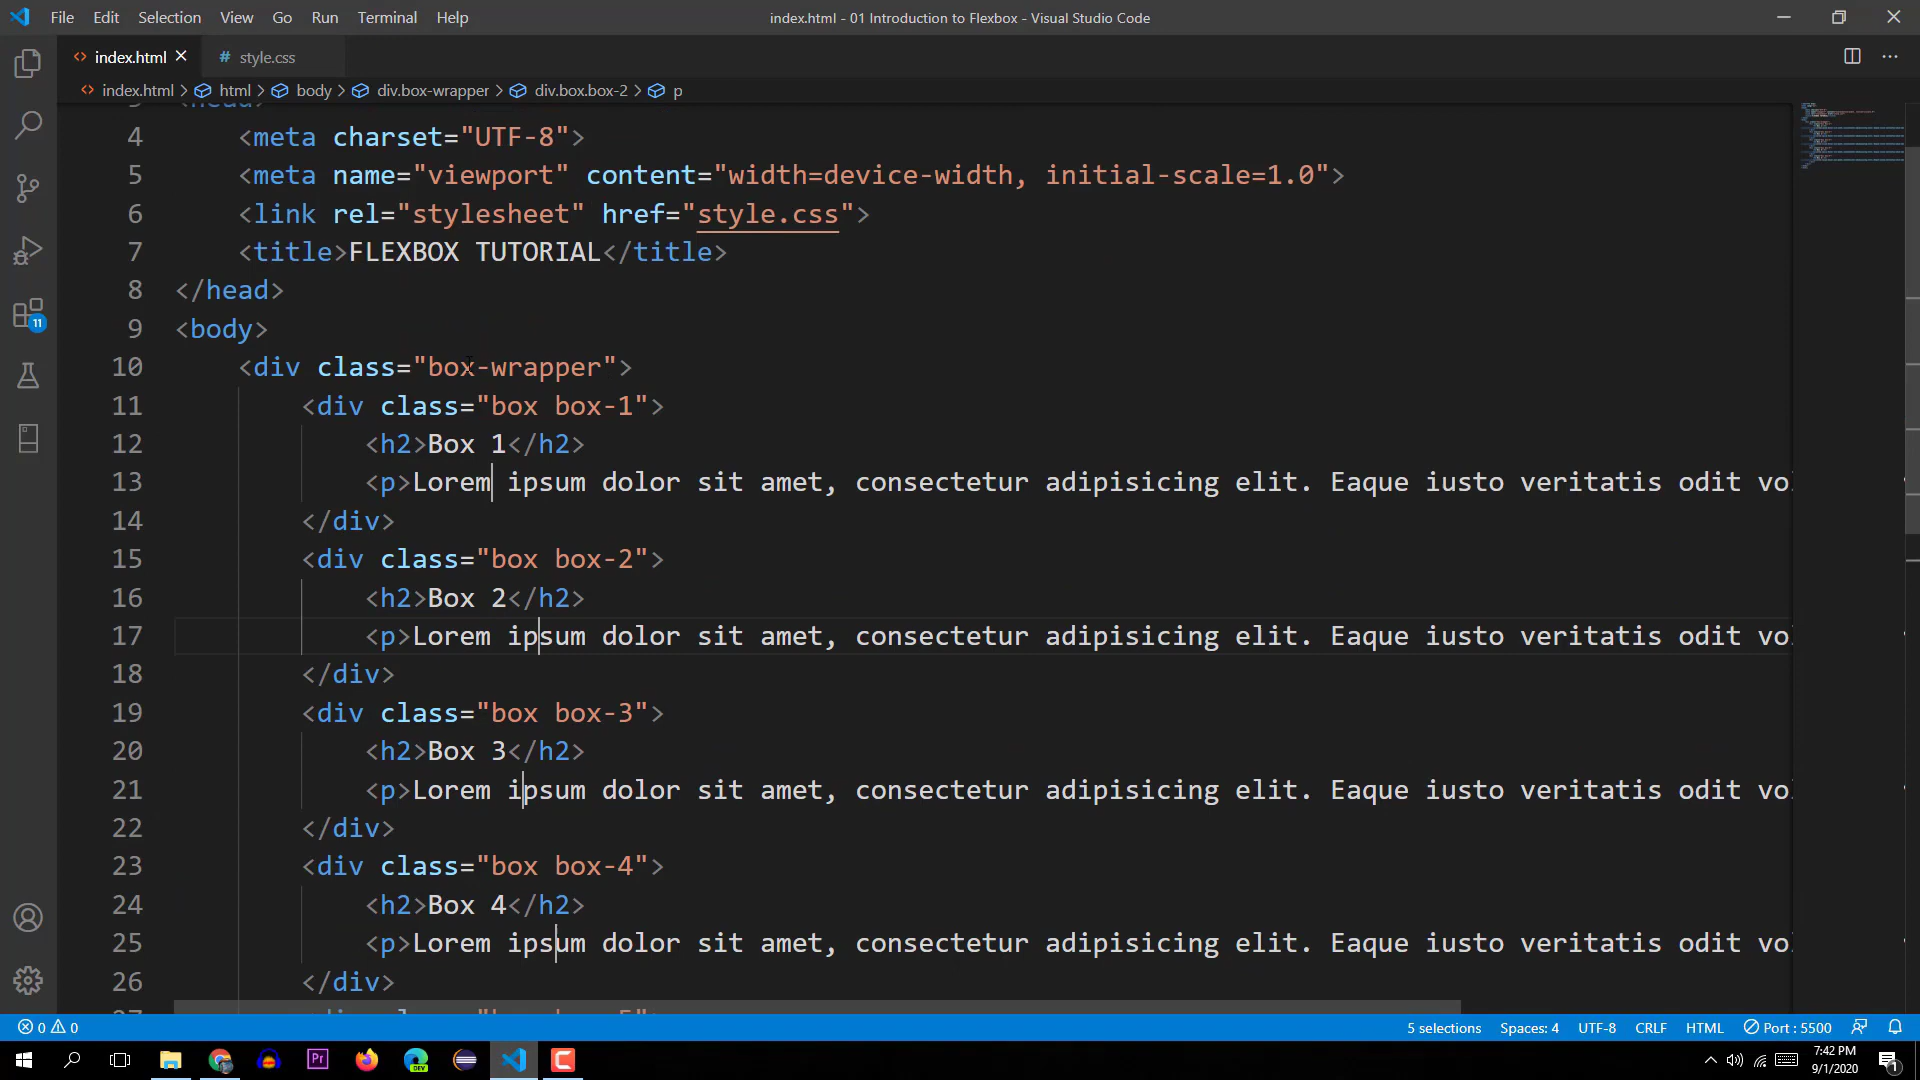 File Edit Selection View Go Run Terminal Help
index.html - 01 Introduction to Flexbox - Visual Studio Code
index.html
style.css
index.html > html > body > div.box-wrapper > div.box.box-2 > p
<head>
4 <meta charset="UTF-8">
5 <meta name="viewport" content="width=device-width, initial-scale=1.0">
6 <link rel="stylesheet" href="style.css">
7 <title>FLEXBOX TUTORIAL</title>
8 </head>
9 <body>
10 <div class="box-wrapper">
11 <div class="box box-1">
12 <h2>Box 1</h2>
13 <p>Lorem ipsum dolor sit amet, consectetur adipisicing elit. Eaque iusto veritatis odit vol
14 </div>
15 <div class="box box-2">
16 <h2>Box 2</h2>
17 <p>Lorem ipsum dolor sit amet, consectetur adipisicing elit. Eaque iusto veritatis odit vol
18 </div>
19 <div class="box box-3">
20 <h2>Box 3</h2>
21 <p>Lorem ipsum dolor sit amet, consectetur adipisicing elit. Eaque iusto veritatis odit vol
22 </div>
23 <div class="box box-4">
24 <h2>Box 4</h2>
25 <p>Lorem ipsum dolor sit amet, consectetur adipisicing elit. Eaque iusto veritatis odit vol
26 </div>
11
0 0
5 selections Spaces: 4 UTF-8 CRLF HTML Port : 5500
Pr
DEV
7:42 PM
9/1/2020
1